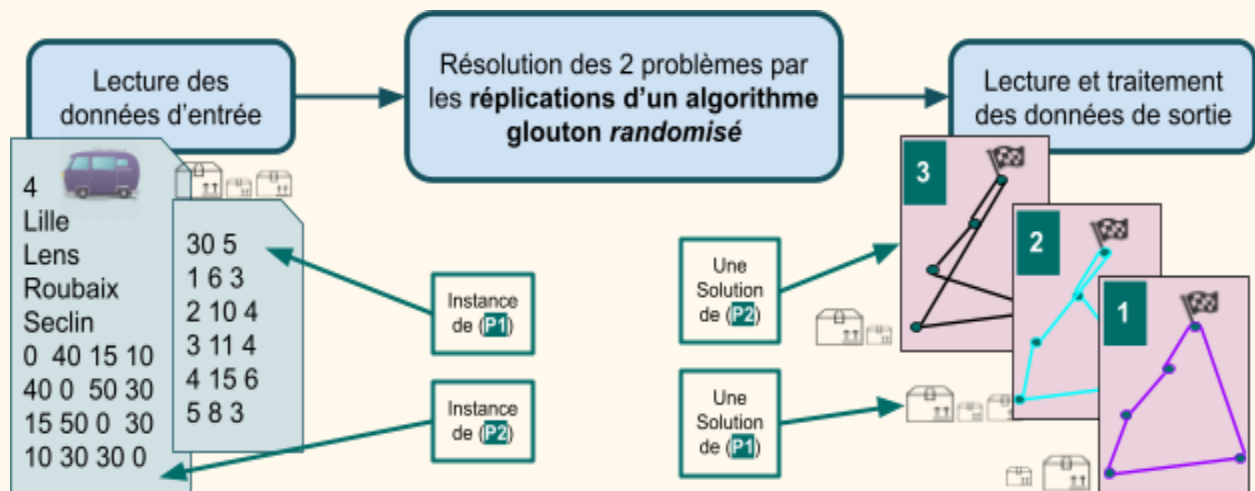 Lecture des
données d'entrée
Résolution des 2 problèmes par
les réplications d'un algorithme
glouton randomisé
Lecture et traitement
des données de sortie
4
Lille
Lens
Roubaix
Seclin
0 40 15 10
40 0 50 30
15 50 0 30
10 30 30 0
30 5
1 6 3
2 10 4
3 11 4
4 15 6
5 8 3
Instance
de (P1)
Instance
de (P2)
Une
Solution
de (P2)
Une
Solution
de (P1)
3
2
1